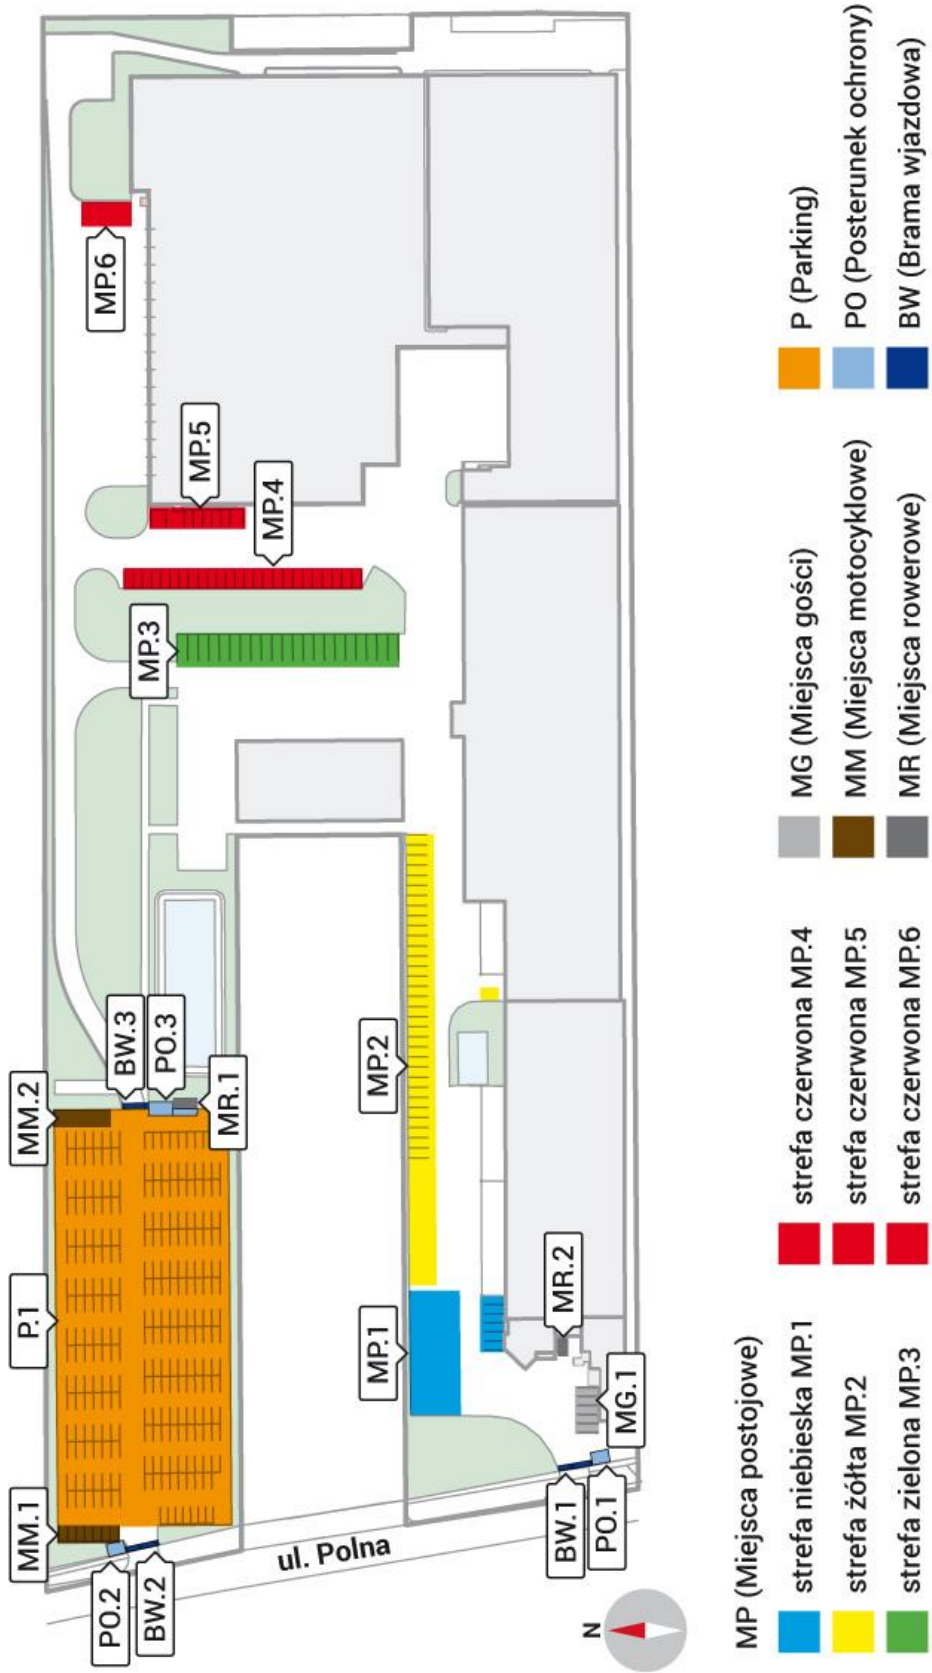 MM.1
P.1
MM.2
PO.2
BW.2
BW.3
PO.3
MR.1
MP.3
MP.4
MP.5
MP.6
ul. Polna
MP.1
MP.2
BW.1
PO.1
MG.1
MR.2
N
MP (Miejsca postojowe)
strefa niebieska MP.1
strefa żółta MP.2
strefa zielona MP.3
strefa czerwona MP.4
strefa czerwona MP.5
strefa czerwona MP.6
MG (Miejsca gości)
MM (Miejsca motocyklowe)
MR (Miejsca rowerowe)
P (Parking)
PO (Posterunek ochrony)
BW (Brama wjazdowa)